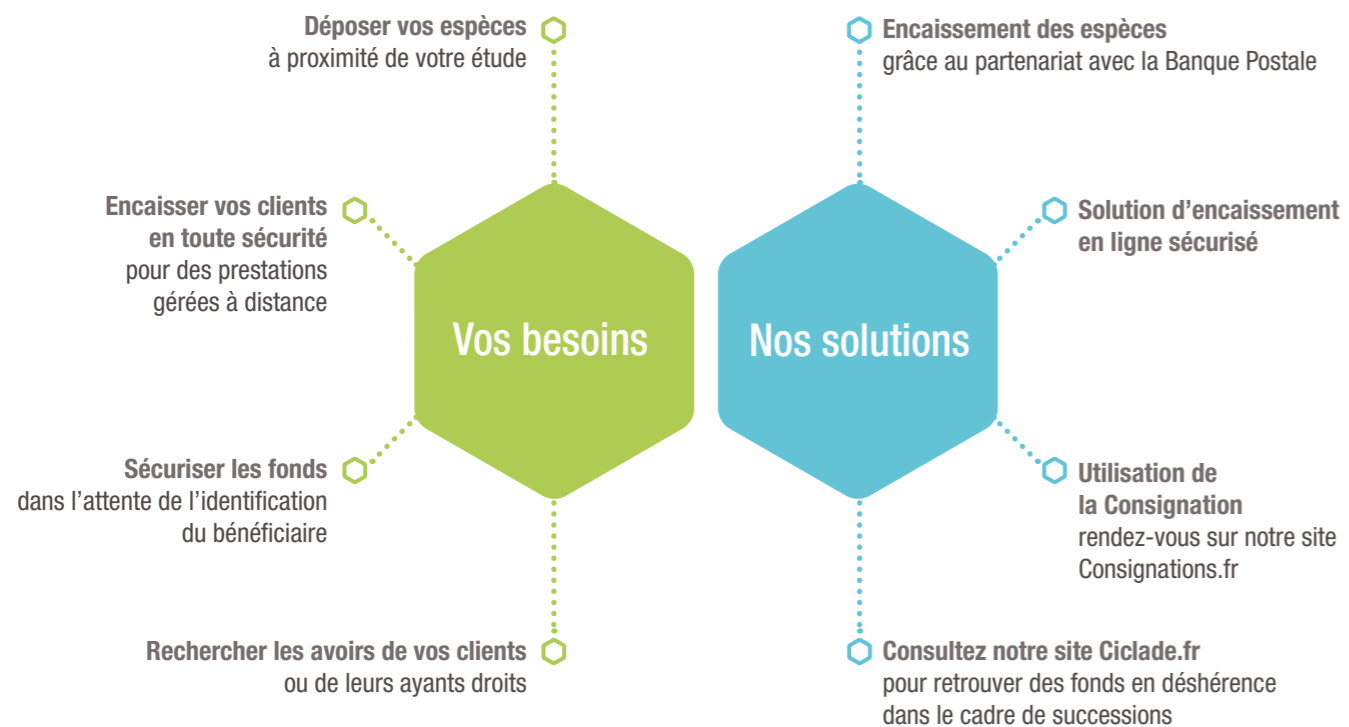 Déposer vos espèces
à proximité de votre étude
Encaisser vos clients
en toute sécurité
pour des prestations
gérées à distance
Vos besoins
Sécuriser les fonds
dans l’attente de l’identification
du bénéficiaire
Rechercher les avoirs de vos clients
ou de leurs ayants droits
Encaissement des espèces
grâce au partenariat avec la Banque Postale
Solution d’encaissement
en ligne sécurisé
Nos solutions
Utilisation de
la Consignation
rendez-vous sur notre site
Consignations.fr
Consultez notre site Ciclade.fr
pour retrouver des fonds en déshérence
dans le cadre de successions